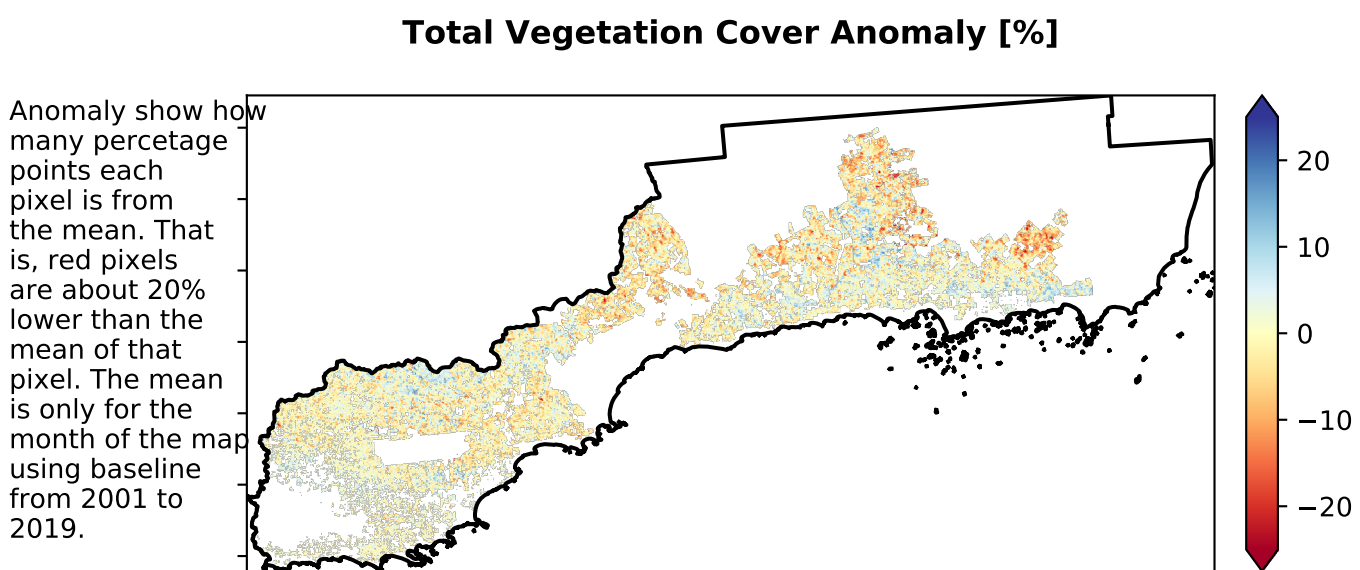 Total Vegetation Cover Anomaly [%]
Anomaly show how
many percetage
points each
pixel is from
the mean. That
is, red pixels
are about 20%
lower than the
mean of that
pixel. The mean
is only for the
month of the map
using baseline
from 2001 to
2019.
20
10
0
−10
−20